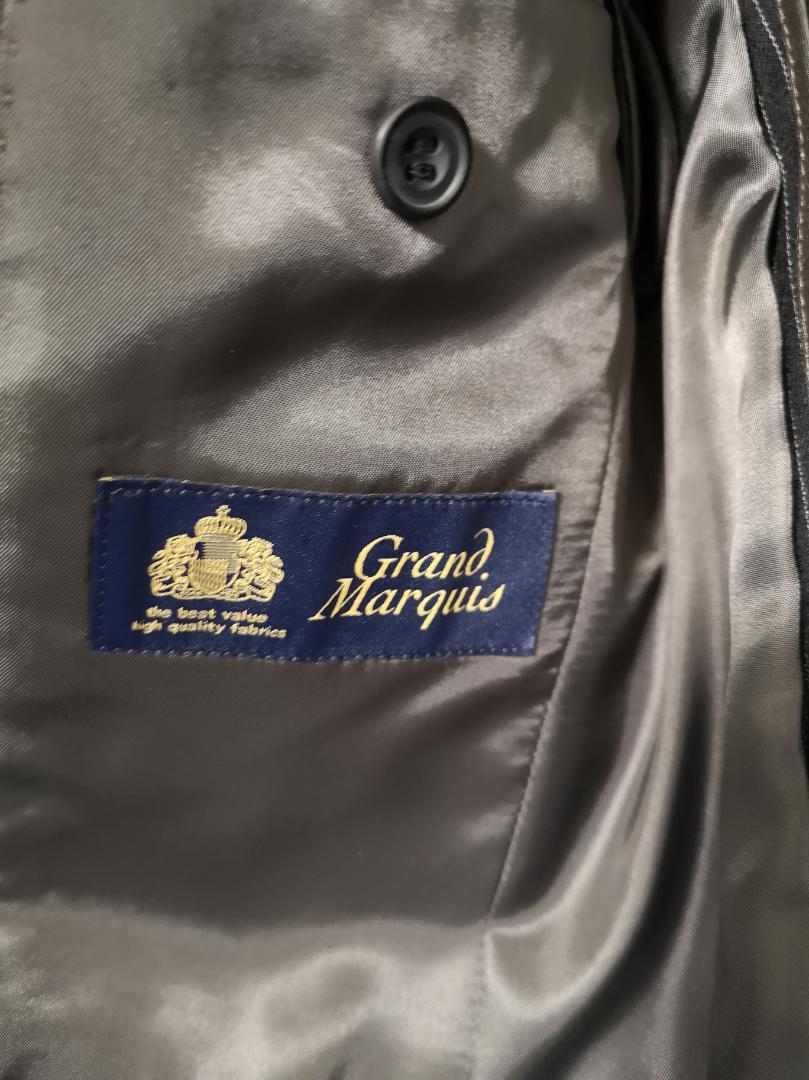 the best value
high quality fabrics
Grand
Marquis